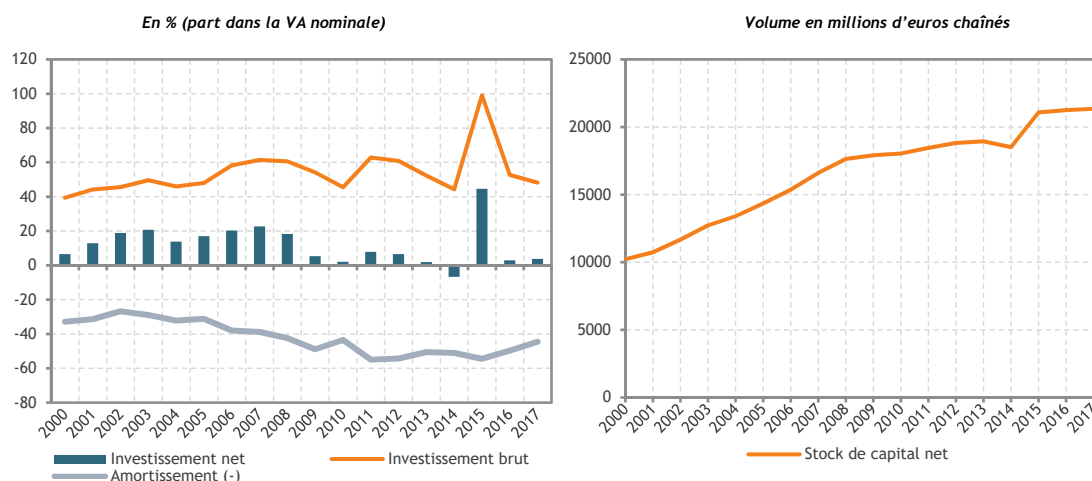 En % (part dans la VA nominale)
120
100
80
60
40
20
0
-20
-40
-60
-80
2000 2001 2002 2003 2004 2005 2006 2007 2008 2009 2010 2011 2012 2013 2014 2015 2016 2017
Investissement net
Investissement brut
Amortissement (-)
Volume en millions d’euros chaînés
25000
20000
15000
10000
5000
0
2000 2001 2002 2003 2004 2005 2006 2007 2008 2009 2010 2011 2012 2013 2014 2015 2016 2017
Stock de capital net